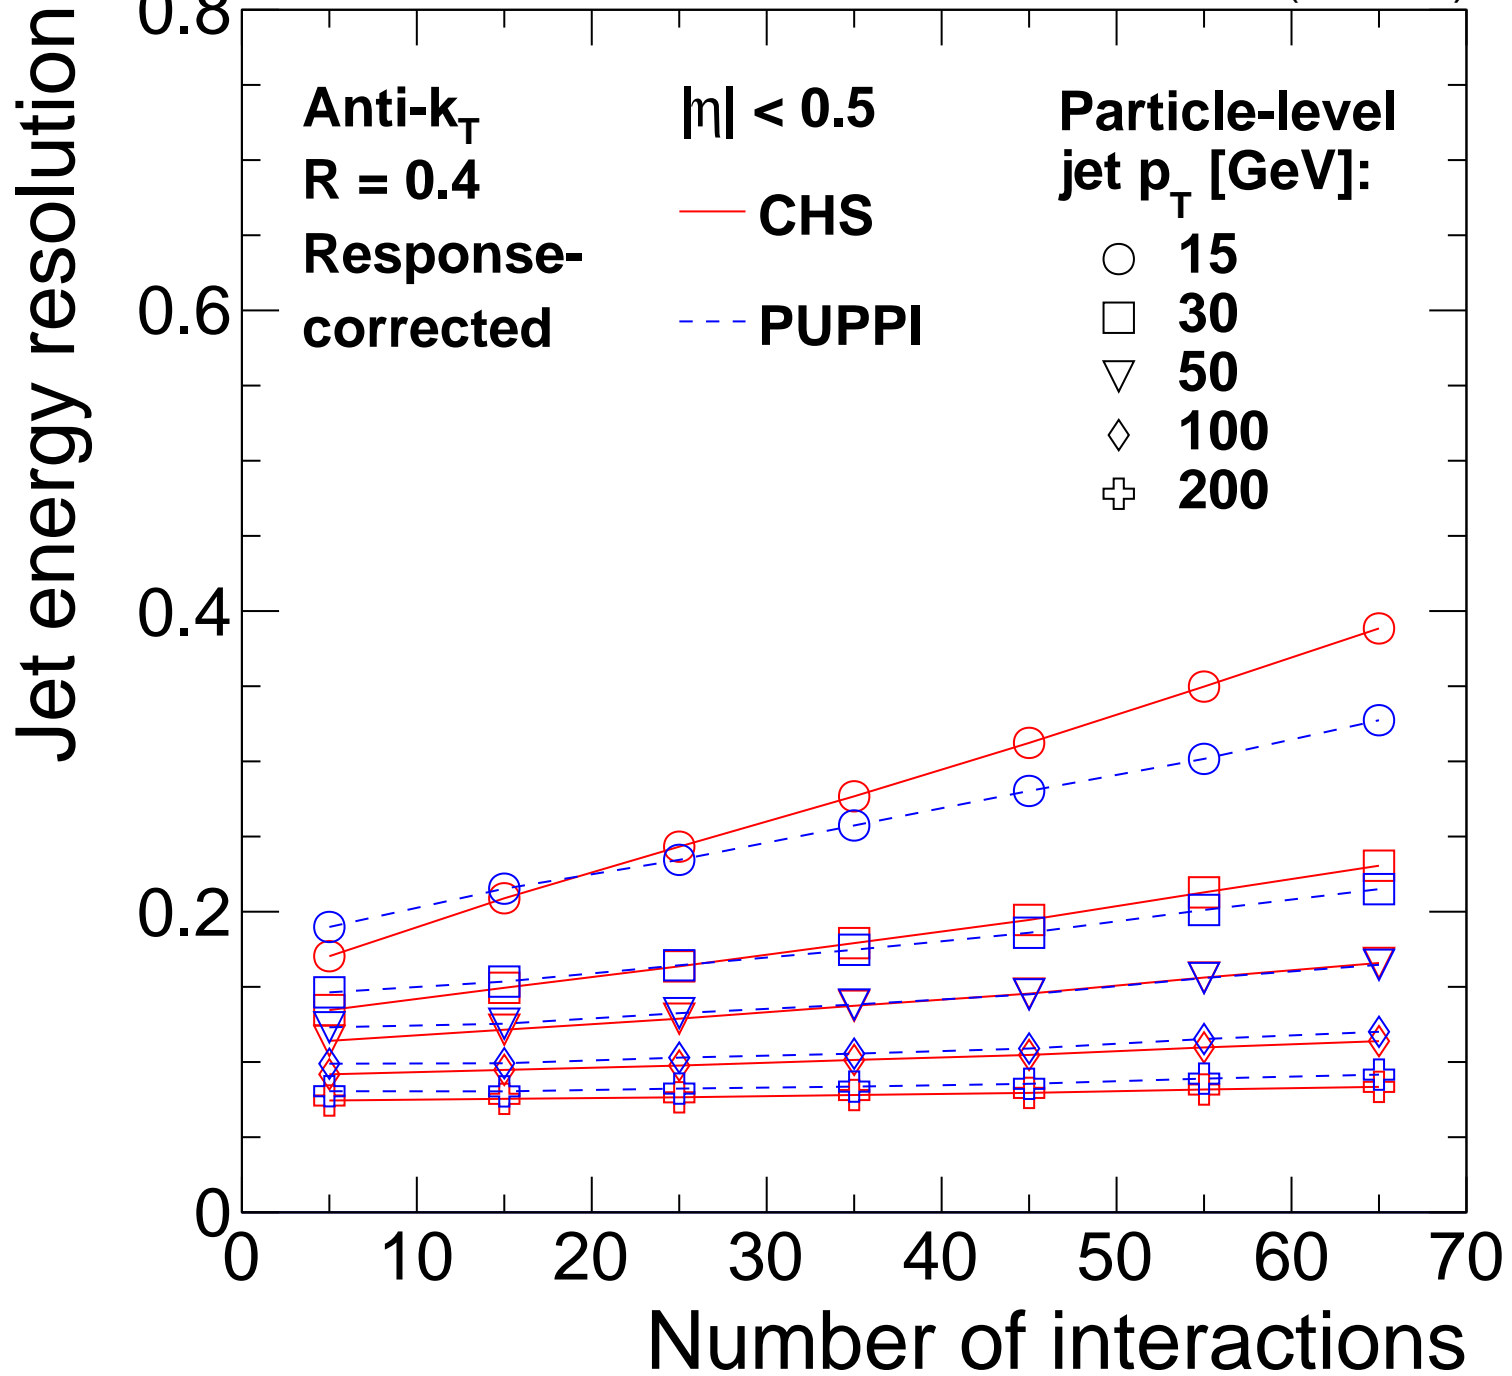 Jet energy resolution
0.8
0.6
0.4
0.2
0
Anti-k_T
R = 0.4
Response-
corrected
|η| < 0.5
CHS
PUPPI
Particle-level
jet p_T [GeV]:
15
30
50
100
200
0 10 20 30 40 50 60 70
Number of interactions